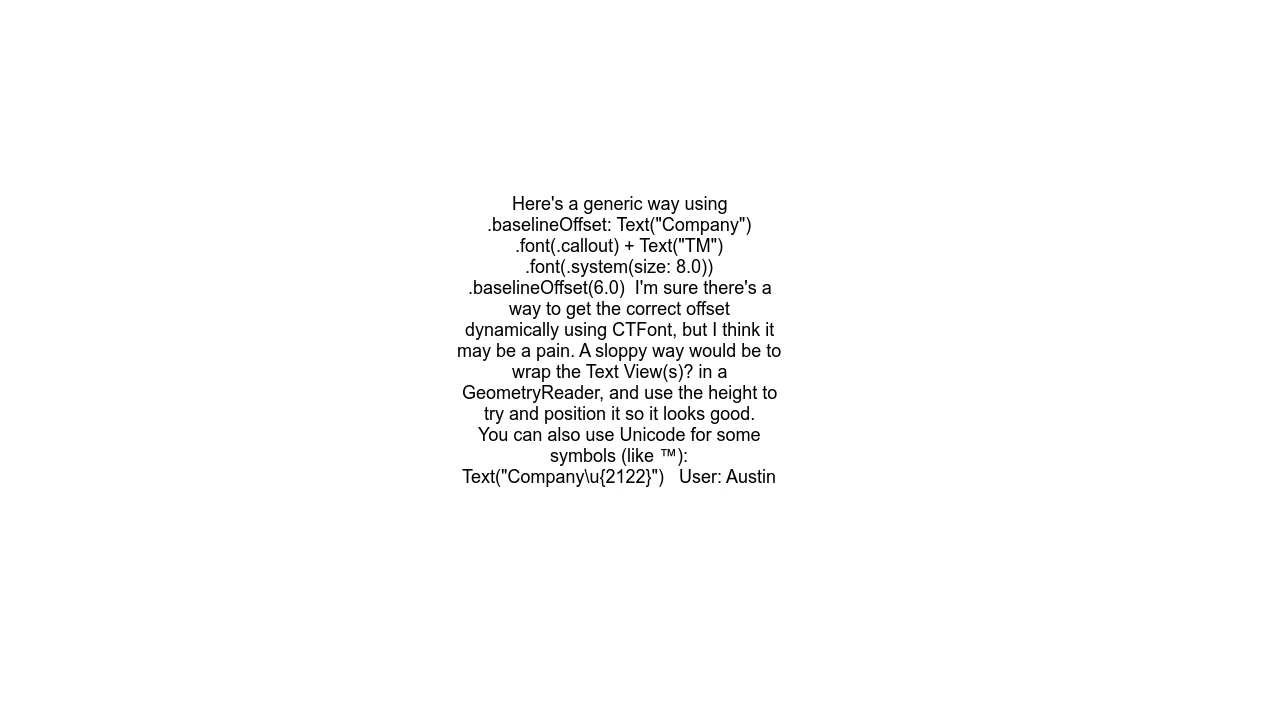 Here's a generic way using
.baselineOffset: Text("Company")
.font(.callout) + Text("TM")
.font(.system(size: 8.0))
.baselineOffset(6.0)  I'm sure there's a
way to get the correct offset
dynamically using CTFont, but I think it
may be a pain. A sloppy way would be to
wrap the Text View(s)? in a
GeometryReader, and use the height to
try and position it so it looks good.
You can also use Unicode for some
symbols (like ™):
Text("Company\u{2122}")   User: Austin